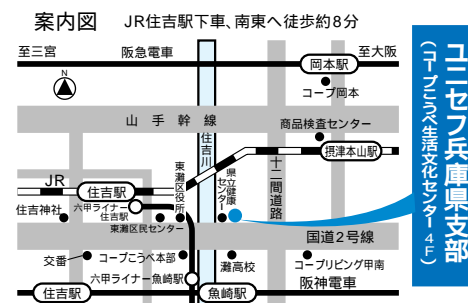 案内図 JR住吉駅下車、南東へ徒歩約8分
至三宮 阪急電車 至大阪
岡本駅
N
コープ岡本
山手幹線
商品検査センター
住吉川
摂津本山駅
東灘区役所
県立健康センター
十二間道路
JR
住吉駅
六甲ライナー
住吉駅
住吉神社
東灘区民センター
国道2号線
交番
コープこうべ本部
灘高校
コープリビング甲南
六甲ライナー魚崎駅
阪神電車
住吉駅
魚崎駅
ユニセフ兵庫県支部
(コープこうべ生活文化センター4F)